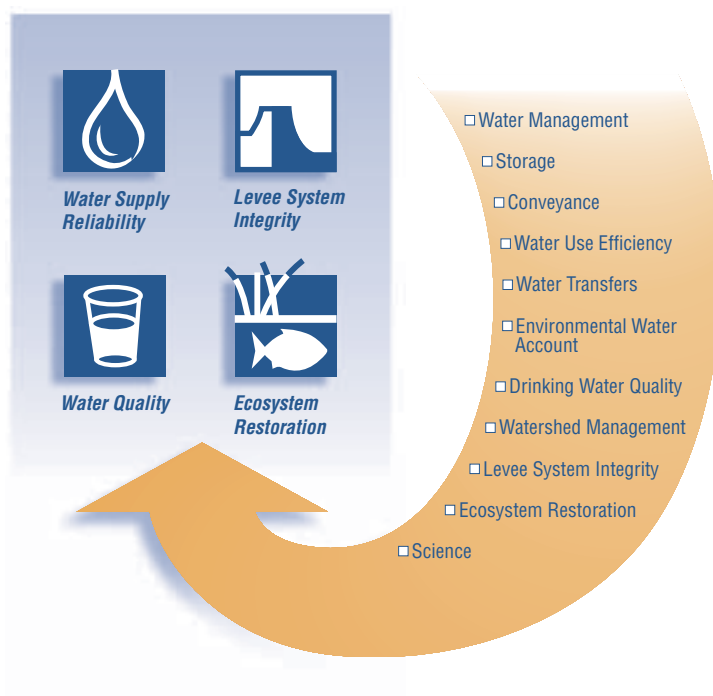 Water Supply
Reliability
Levee System
Integrity
Water Quality
Ecosystem
Restoration
Water Management
Storage
Conveyance
Water Use Efficiency
Water Transfers
Environmental Water
Account
Drinking Water Quality
Watershed Management
Levee System Integrity
Ecosystem Restoration
Science